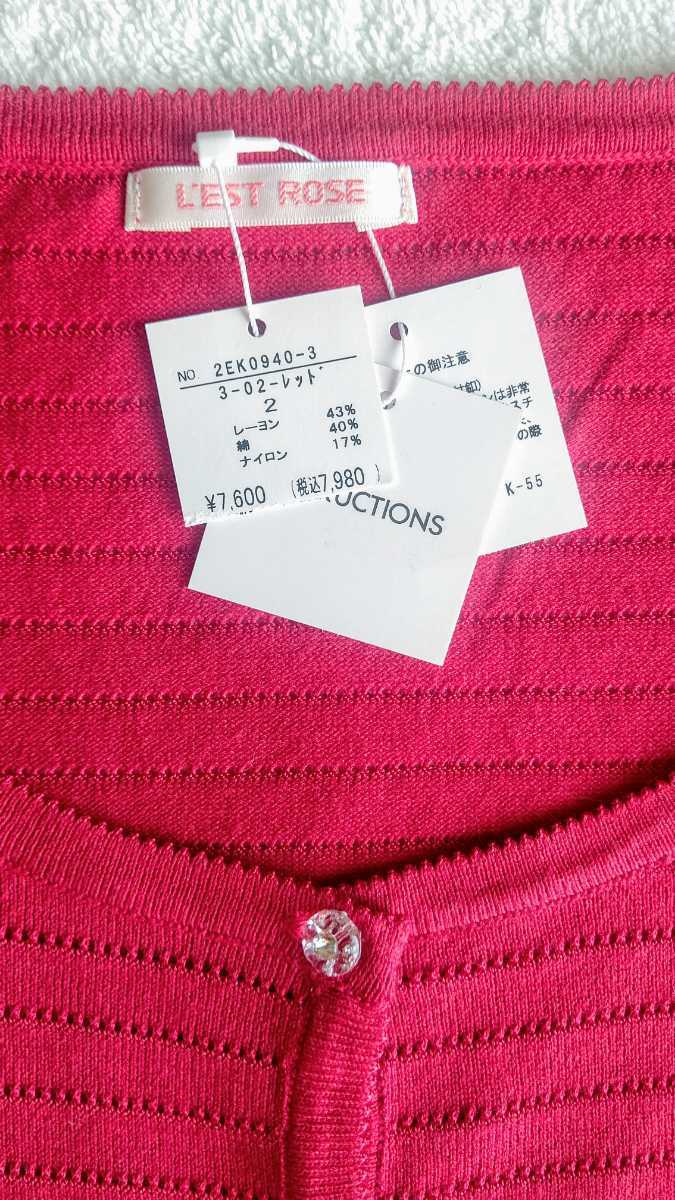 L'EST ROSE
NO. 2EK0940-3
3-02-レッド
2
レーヨン 43%
綿 40%
ナイロン 17%
¥7,600 (税込7,980)
の御注意
は非常
スチ
の際
K-55
UCTIONS